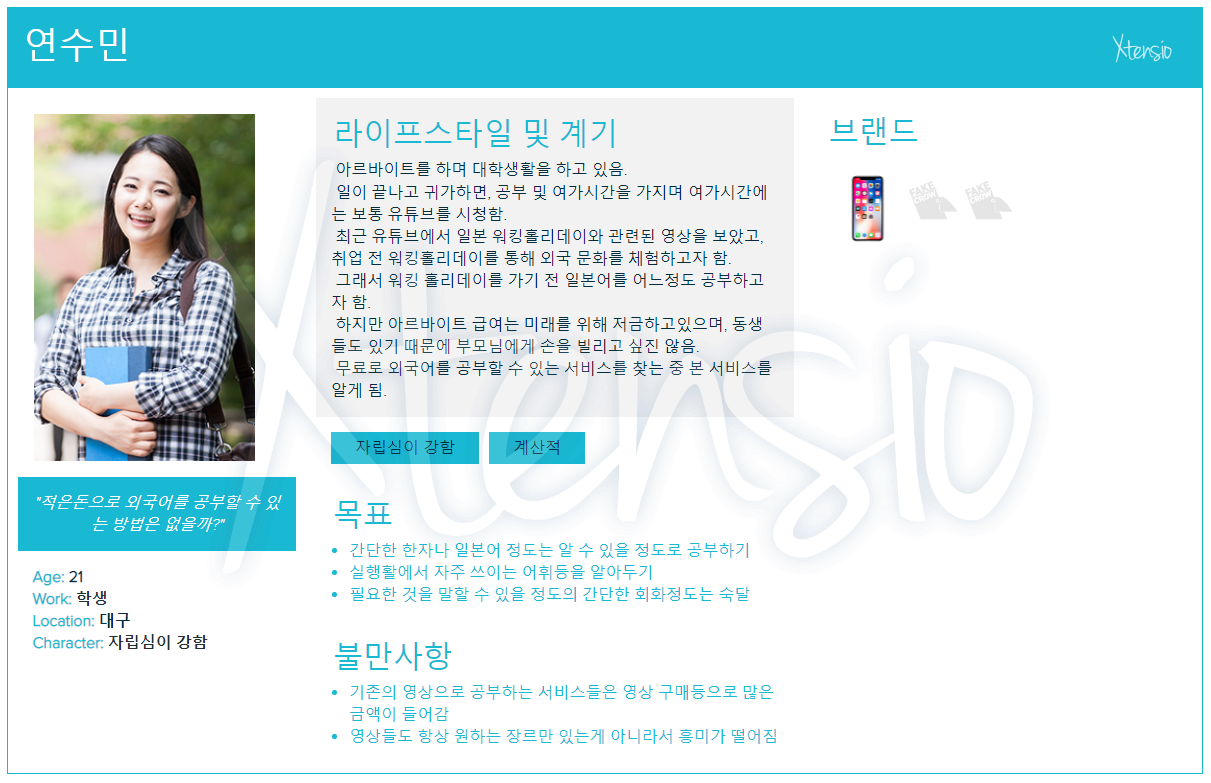 연수민
Xtensio
"적은돈으로 외국어를 공부할 수 있
는 방법은 없을까?"
Age: 21
Work: 학생
Location: 대구
Character: 자립심이 강함
라이프스타일 및 계기
아르바이트를 하며 대학생활을 하고 있음.
일이 끝나고 귀가하면, 공부 및 여가시간을 가지며 여가시간에
는 보통 유튜브를 시청함.
최근 유튜브에서 일본 워킹홀리데이와 관련된 영상을 보았고,
취업 전 워킹홀리데이를 통해 외국 문화를 체험하고자 함.
그래서 워킹 홀리데이를 가기 전 일본어를 어느정도 공부하고
자 함.
하지만 아르바이트 급여는 미래를 위해 저금하고있으며, 동생
들도 있기 때문에 부모님에게 손을 빌리고 싶진 않음.
무료로 외국어를 공부할 수 있는 서비스를 찾는 중 본 서비스를
알게 됨.
자립심이 강함
계산적
목표
• 간단한 한자나 일본어 정도는 알 수 있을 정도로 공부하기
• 실행활에서 자주 쓰이는 어휘등을 알아두기
• 필요한 것을 말할 수 있을 정도의 간단한 회화정도는 숙달
불만사항
• 기존의 영상으로 공부하는 서비스들은 영상 구매등으로 많은
금액이 들어감
• 영상들도 항상 원하는 장르만 있는게 아니라서 흥미가 떨어짐
브랜드
FAKE
CROW
FAKE
CROW
Xtensio